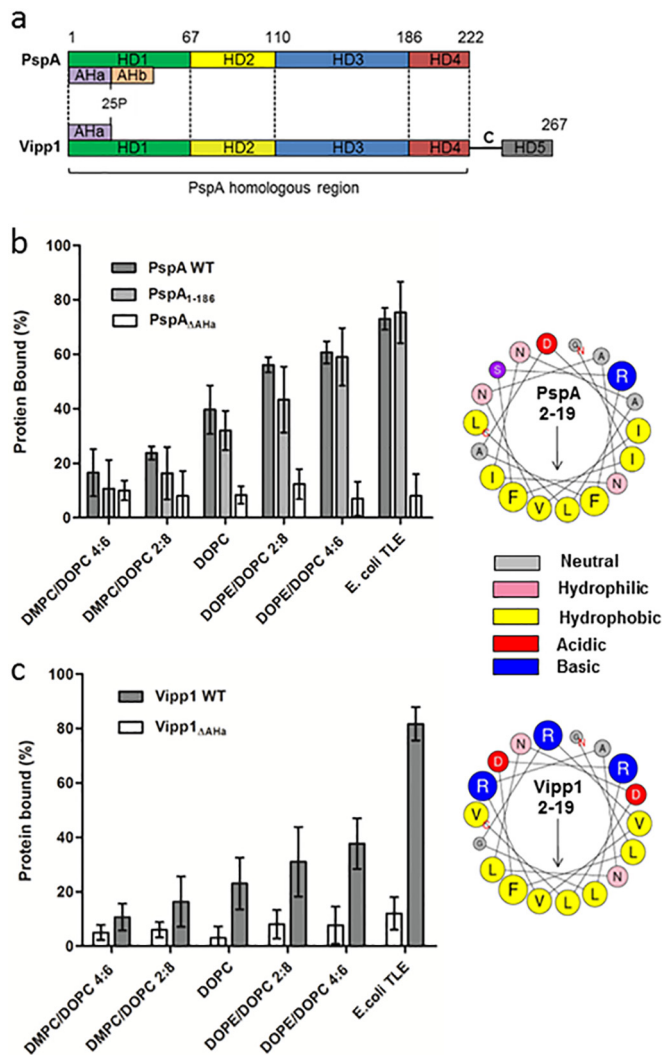 a
1 67 110 186 222
PspA HD1 HD2 HD3 HD4
AHa AHb
25P
AHa C 267
Vipp1 HD1 HD2 HD3 HD4 HD5
PspA homologous region
b
100
80
60
40
20
0
Protien Bound (%)
PspA WT
PspA1-186
PspAΔAHa
DMPC/DOPC 4:6
DMPC/DOPC 2:8
DOPC
DOPE/DOPC 2:8
DOPE/DOPC 4:6
E. coli TLE
N D G N A
S R
N A
L C I
A I
I N
F V L F
PspA
2-19
Neutral
Hydrophilic
Hydrophobic
Acidic
Basic
c
100
80
60
40
20
0
Protein bound (%)
Vipp1 WT
Vipp1ΔAHa
DMPC/DOPC 4:6
DMPC/DOPC 2:8
DOPC
DOPE/DOPC 2:8
DOPE/DOPC 4:6
E.coli TLE
N R G N A
D R
R D
V C V
G L
L N
F V L L
Vipp1
2-19